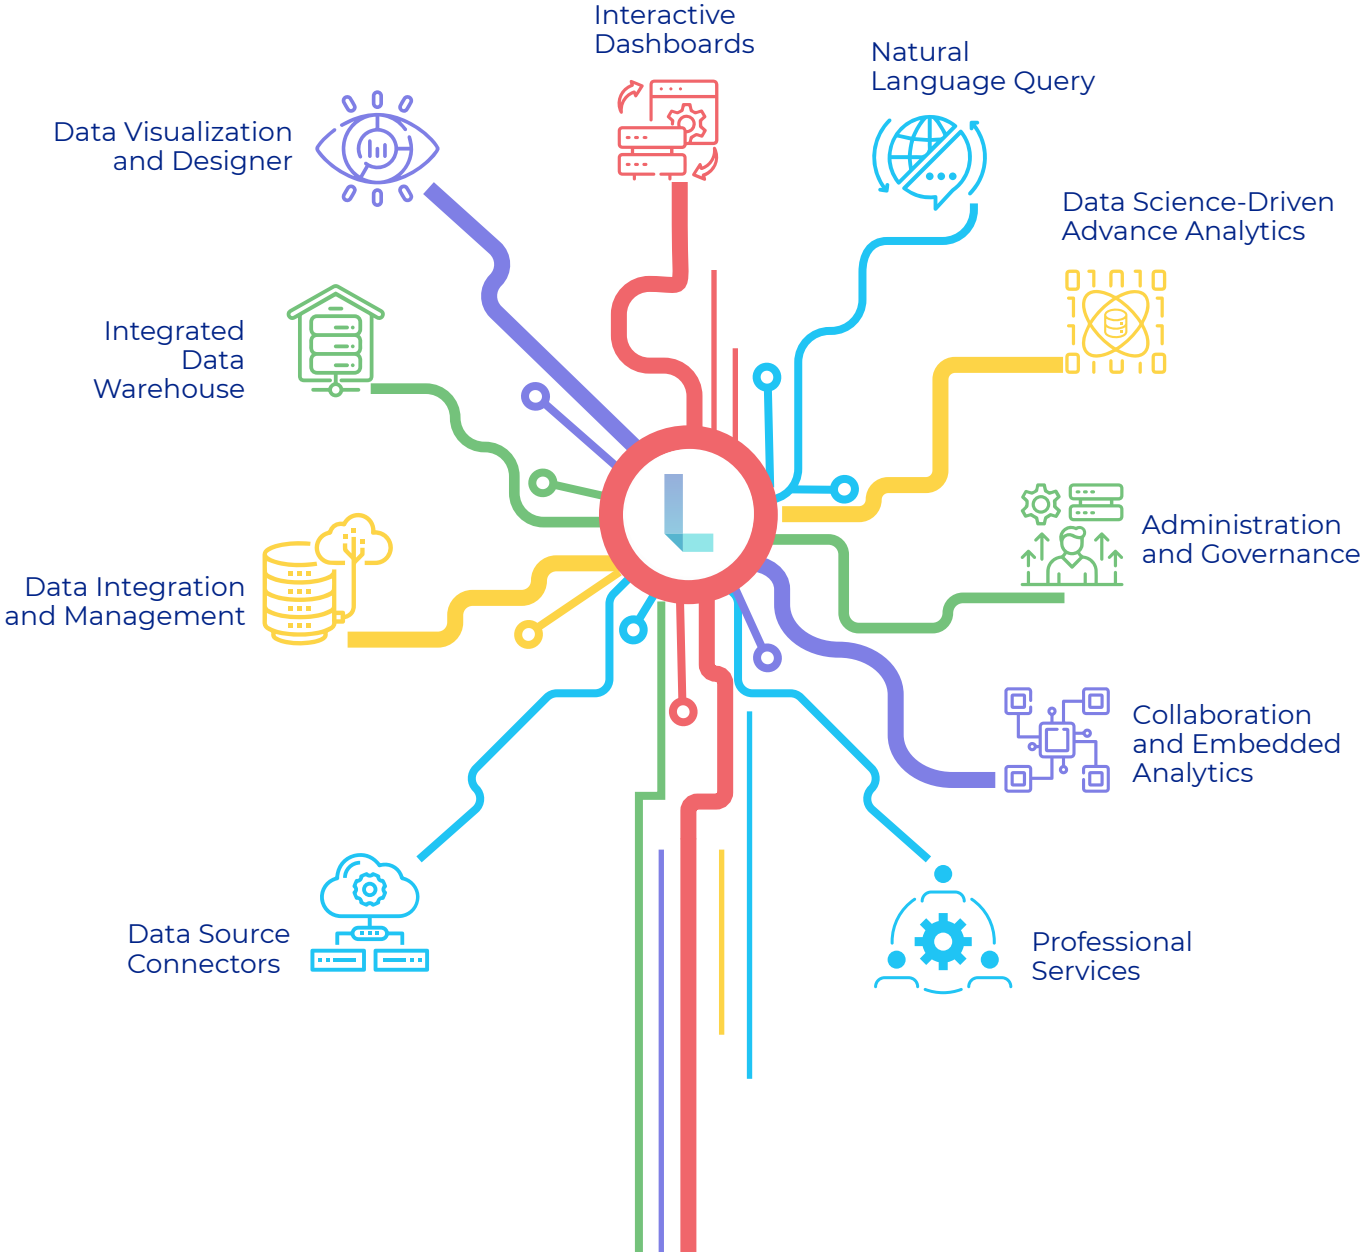 Interactive
Dashboards
Natural
Language Query
Data Visualization
and Designer
Data Science-Driven
Advance Analytics
Integrated
Data
Warehouse
Administration
and Governance
Data Integration
and Management
Collaboration
and Embedded
Analytics
Data Source
Connectors
Professional
Services